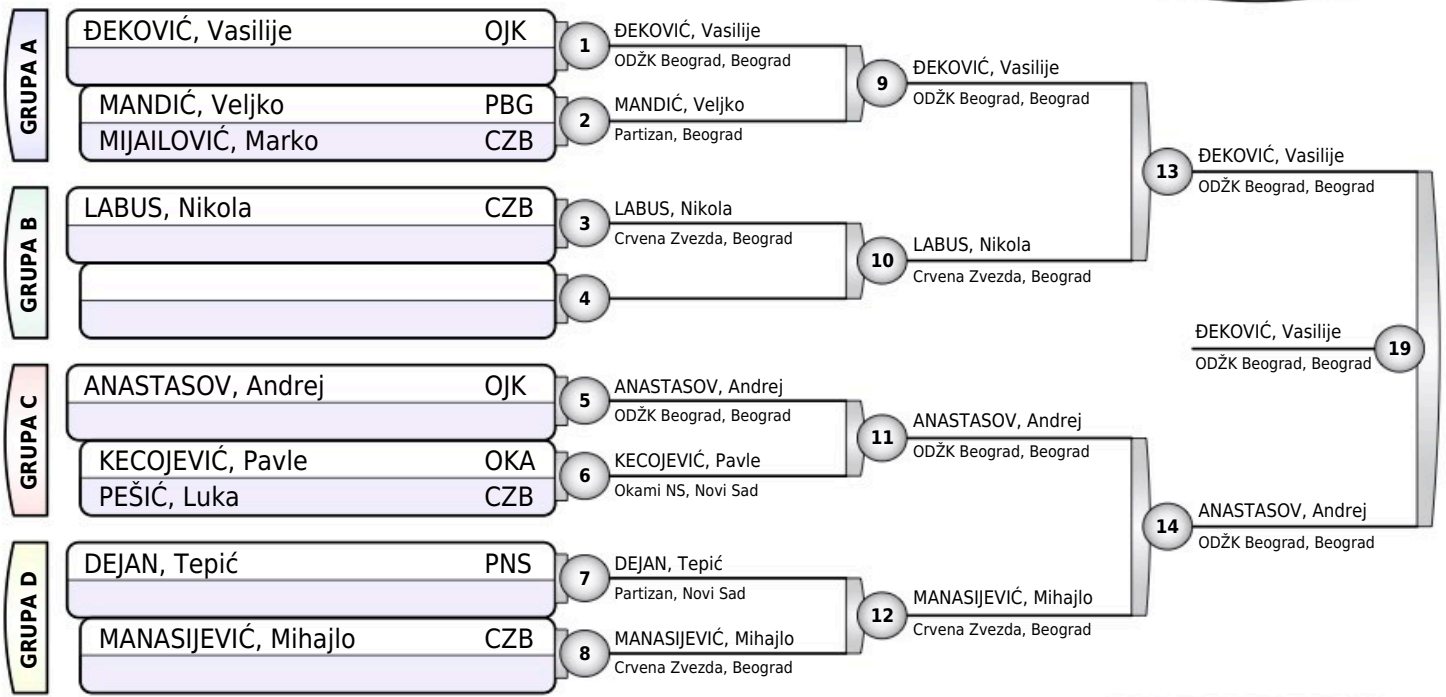 GRUPA A
ĐEKOVIĆ, Vasilije OJK
MANDIĆ, Veljko PBG
MIJAILOVIĆ, Marko CZB
1
ĐEKOVIĆ, Vasilije
ODŽK Beograd, Beograd
2
MANDIĆ, Veljko
Partizan, Beograd
9
ĐEKOVIĆ, Vasilije
ODŽK Beograd, Beograd
GRUPA B
LABUS, Nikola CZB
3
LABUS, Nikola
Crvena Zvezda, Beograd
4
10
LABUS, Nikola
Crvena Zvezda, Beograd
13
ĐEKOVIĆ, Vasilije
ODŽK Beograd, Beograd
GRUPA C
ANASTASOV, Andrej OJK
KECOJEVIĆ, Pavle OKA
PEŠIĆ, Luka CZB
5
ANASTASOV, Andrej
ODŽK Beograd, Beograd
6
KECOJEVIĆ, Pavle
Okami NS, Novi Sad
11
ANASTASOV, Andrej
ODŽK Beograd, Beograd
GRUPA D
DEJAN, Tepić PNS
MANASIJEVIĆ, Mihajlo CZB
7
DEJAN, Tepić
Partizan, Novi Sad
8
MANASIJEVIĆ, Mihajlo
Crvena Zvezda, Beograd
12
MANASIJEVIĆ, Mihajlo
Crvena Zvezda, Beograd
14
ANASTASOV, Andrej
ODŽK Beograd, Beograd
ĐEKOVIĆ, Vasilije
ODŽK Beograd, Beograd
19